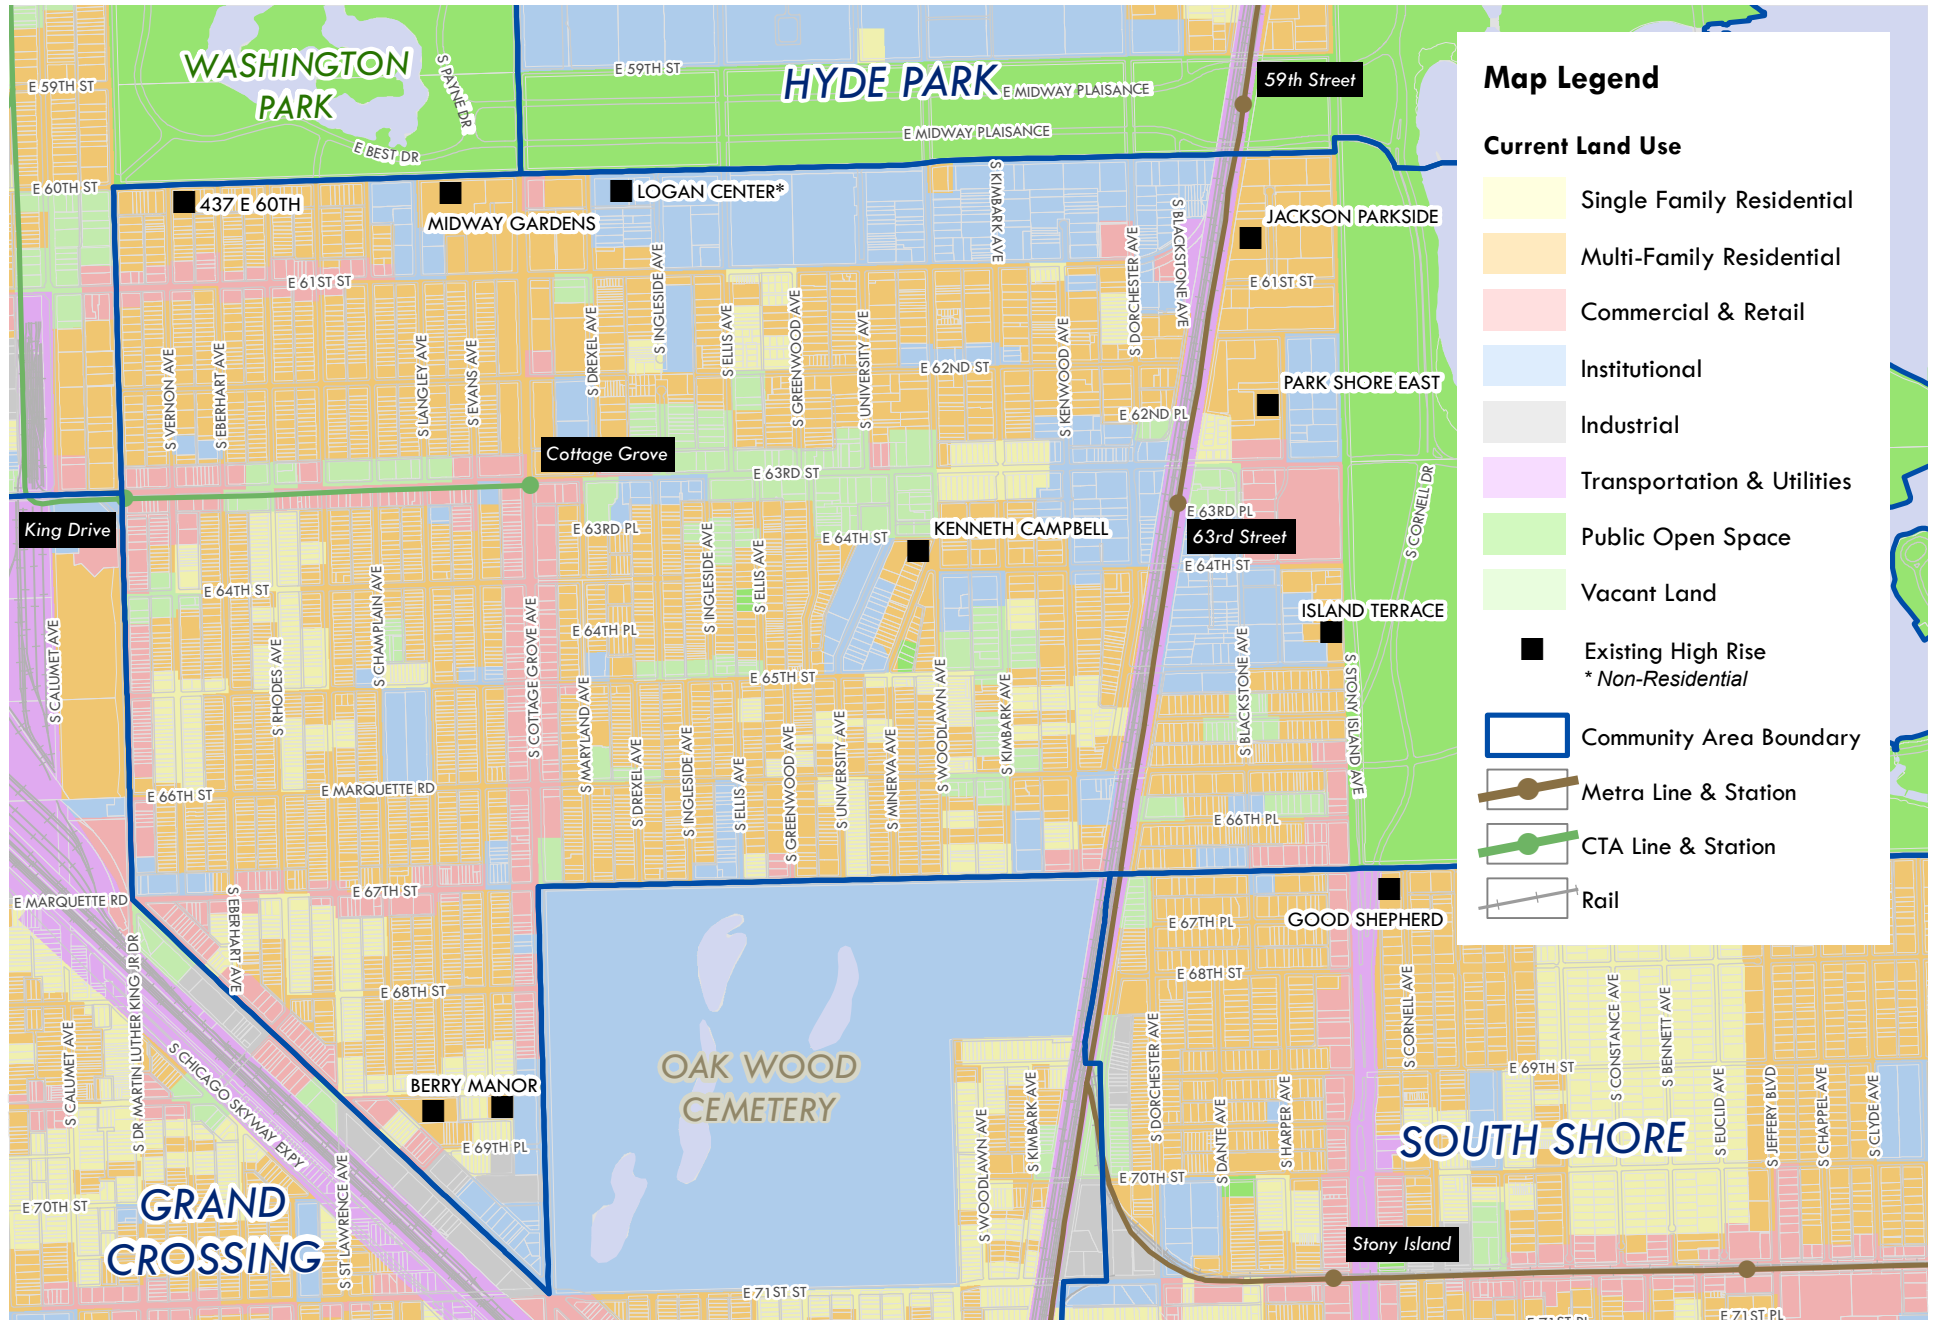 WASHINGTON
PARK
HYDE PARK
S PAYNE DR
E 59TH ST
E 59TH ST
E MIDWAY PLAISANCE
E MIDWAY PLAISANCE
E BEST DR
59th Street
E 60TH ST
437 E 60TH
MIDWAY GARDENS
LOGAN CENTER*
S KIMBARK AVE
JACKSON PARKSIDE
E 61ST ST
E 61ST ST
S INGLESIDE AVE
S DORCHESTER AVE
S BLACKSTONE AVE
S VERNON AVE
S EBERHART AVE
S LANGLEY AVE
S EVANS AVE
S DREXEL AVE
S ELLIS AVE
S GREENWOOD AVE
S UNIVERSITY AVE
S KENWOOD AVE
E 62ND ST
E 62ND PL
PARK SHORE EAST
Cottage Grove
E 63RD ST
King Drive
E 63RD PL
E 63RD PL
63rd Street
S CORNELL DR
E 64TH ST
E 64TH ST
E 64TH ST
KENNETH CAMPBELL
S INGLESIDE AVE
S ELLIS AVE
S CHAMPLAIN AVE
S COTTAGE GROVE AVE
E 64TH PL
ISLAND TERRACE
S CALUMET AVE
S RHODES AVE
E 65TH ST
S BLACKSTONE AVE
S STONY ISLAND AVE
S MARYLAND AVE
S DREXEL AVE
S INGLESIDE AVE
S ELLIS AVE
S GREENWOOD AVE
S UNIVERSITY AVE
S MINERVA AVE
S WOODLAWN AVE
S KIMBARK AVE
E 66TH ST
E MARQUETTE RD
E 66TH PL
E MARQUETTE RD
E 67TH ST
S EBERHART AVE
GOOD SHEPHERD
E 67TH PL
E 68TH ST
E 68TH ST
S DR MARTIN LUTHER KING JR DR
S CALUMET AVE
S CHICAGO SKYWAY EXPY
OAK WOOD
CEMETERY
BERRY MANOR
E 69TH PL
E 69TH ST
S DORCHESTER AVE
S CORNELL AVE
S CONSTANCE AVE
S BENNETT AVE
S WOODLAWN AVE
S KIMBARK AVE
S DANTE AVE
S HARPER AVE
S EUCLID AVE
S JEFFERY BLVD
S CHAPPEL AVE
S CLYDE AVE
SOUTH SHORE
E 70TH ST
E 70TH ST
S ST LAWRENCE AVE
GRAND
CROSSING
Stony Island
E 71ST ST
E 71ST PL
E 71ST PL
Map Legend
Current Land Use
Single Family Residential
Multi-Family Residential
Commercial & Retail
Institutional
Industrial
Transportation & Utilities
Public Open Space
Vacant Land
Existing High Rise
* Non-Residential
Community Area Boundary
Metra Line & Station
CTA Line & Station
Rail